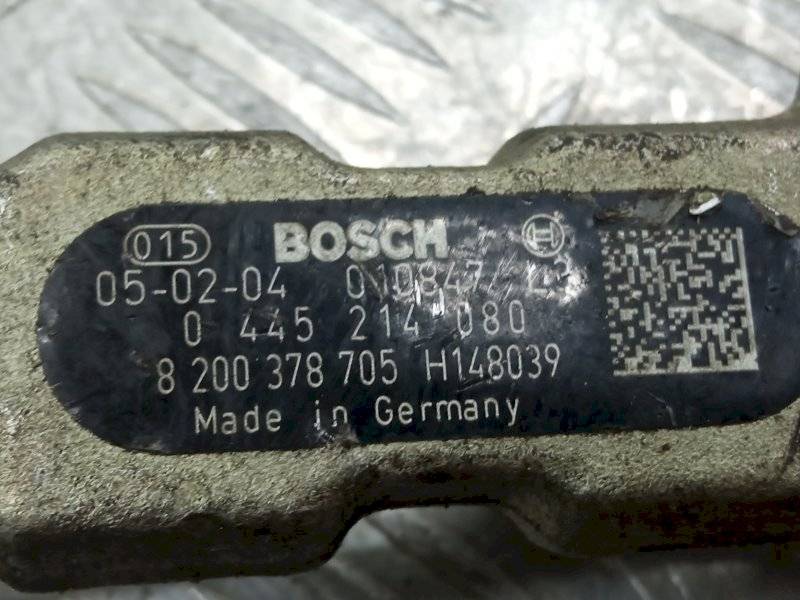 015 BOSCH
05-02-04
0 445 214 080
8 200 378 705 H148039
Made in Germany